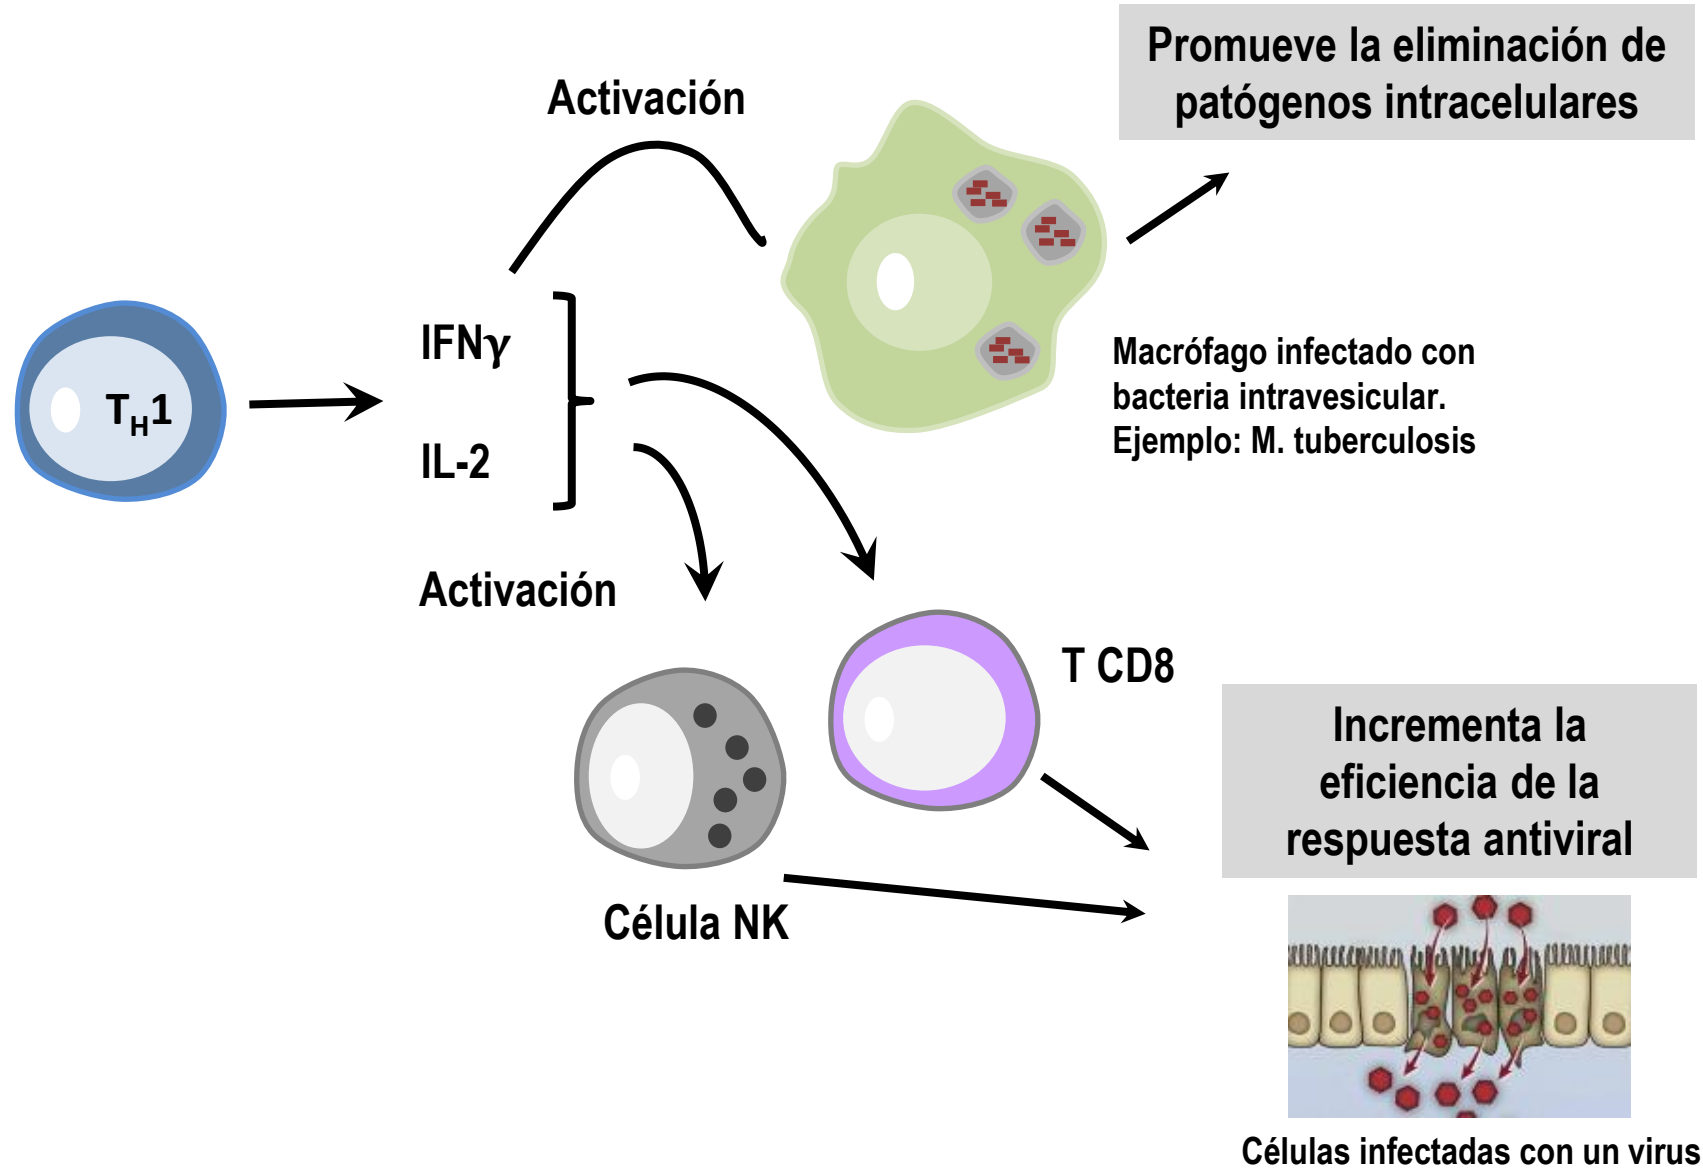 Promueve la eliminación de
patógenos intracelulares
Activación
IFNγ
TH1
IL-2
Macrófago infectado con
bacteria intravesicular.
Ejemplo: M. tuberculosis
Activación
T CD8
Célula NK
Incrementa la
eficiencia de la
respuesta antiviral
Células infectadas con un virus